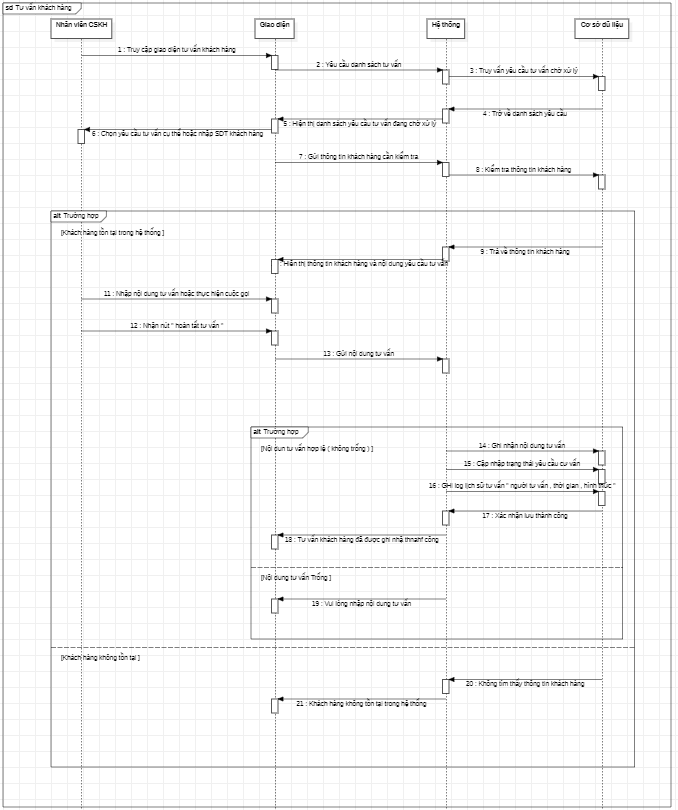 sd Tư vấn khách hàng
Nhân viên CSKH
Giao diện
Hệ thống
Cơ sở dữ liệu
1 : Truy cập giao diện tư vấn khách hàng
2 : Yêu cầu danh sách tư vấn
3 : Truy vấn yêu cầu tư vấn chờ xử lý
4 : Trở về danh sách yêu cầu
5 : Hiện thị danh sách yêu cầu tư vấn đang chờ xử lý
6 : Chọn yêu cầu tư vấn cụ thể hoặc nhập SDT khách hàng
7 : Gửi thông tin khách hàng cần kiểm tra
8 : Kiểm tra thông tin khách hàng
alt Trường hợp
[Khách hàng tồn tại trong hệ thống ]
9 : Trả về thông tin khách hàng
: Hiển thị thông tin khách hàng và nội dung yêu cầu tư vấn
11 : Nhập nội dung tư vấn hoặc thực hiện cuộc gọi
12 : Nhấn nút " hoàn tất tư vấn "
13 : Gửi nội dung tư vấn
alt Trường hợp
[Nội dun tư vấn hợp lệ ( không trống ) ]
14 : Ghi nhận nội dung tư vấn
15 : Cập nhập trạng thái yêu cầu cư vấn
16 : GHi log lịch sử tư vấn " người tư vấn , thời gian , hình thức "
17 : Xác nhận lưu thành công
18 : Tư vấn khách hàng đã được ghi nhậ thnahf công
[Nội dung tư vấn Trống ]
19 : Vui lòng nhập nội dung tư vấn
[Khách hàng không tồn tại ]
20 : Không tìm thấy thông tin khách hàng
21 : Khách hàng không tồn tại trong hệ thống